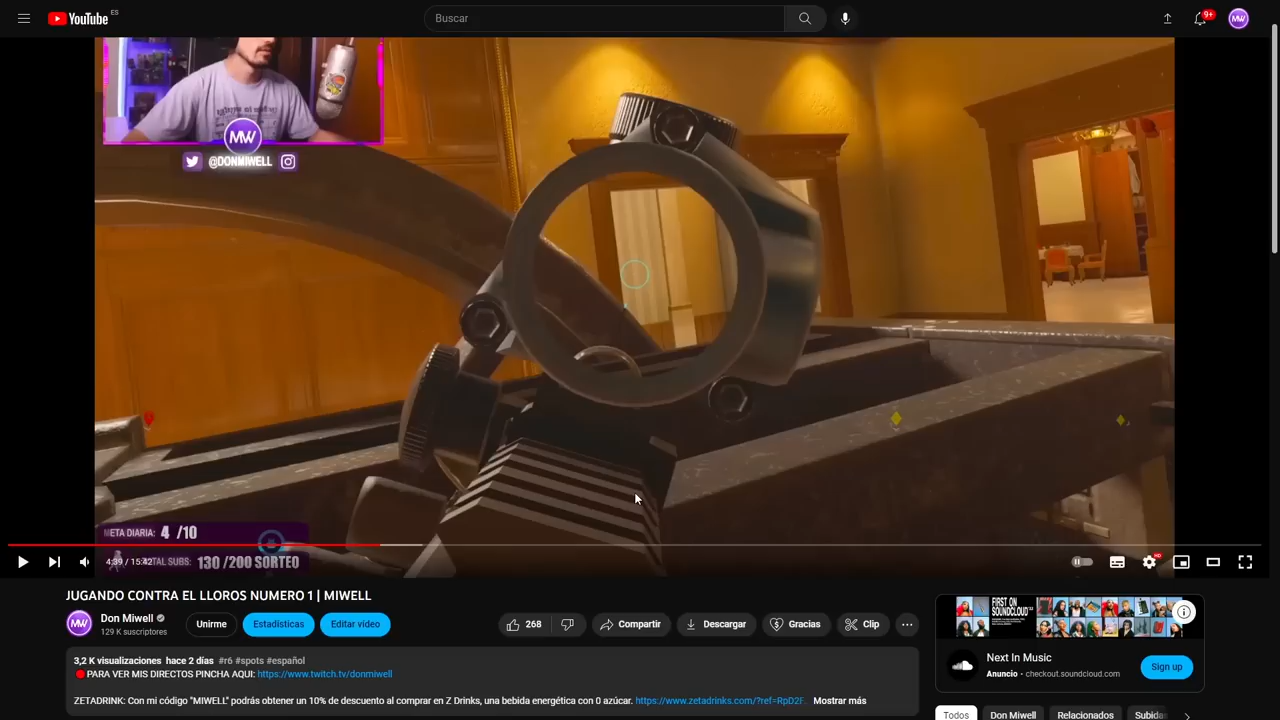 YouTube ES
Buscar
9+
MW
MW
@DONMIWELL
META DIARIA: 4 /10
TOTAL SUBS: 130 /200 SORTEO
4:39 / 15:42
HD
JUGANDO CONTRA EL LLOROS NUMERO 1 | MIWELL
MW
Don Miwell
129 K suscriptores
Unirme
Estadísticas
Editar vídeo
268
Compartir
Descargar
Gracias
Clip
3,2 K visualizaciones hace 2 días #r6 #spots #español
PARA VER MIS DIRECTOS PINCHA AQUI: https://www.twitch.tv/donmiwell
ZETADRINK: Con mi código "MIWELL" podrás obtener un 10% de descuento al comprar en Z Drinks, una bebida energética con 0 azúcar. https://www.zetadrinks.com/?ref=RpD2F... Mostrar más
FIRST ON SOUNDCLOUD
Next In Music
Anuncio · checkout.soundcloud.com
Sign up
Todos
Don Miwell
Relacionados
Subida